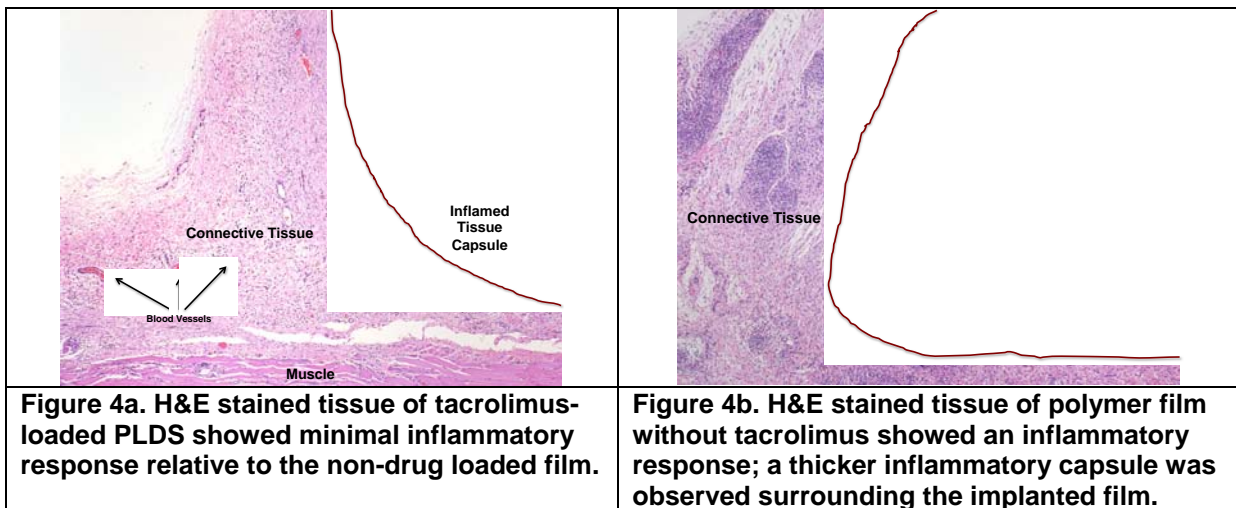 Connective Tissue
Inflamed
Tissue
Capsule
Blood Vessels
Muscle
Figure 4a. H&E stained tissue of tacrolimus-
loaded PLDS showed minimal inflammatory
response relative to the non-drug loaded film.
Connective Tissue
Figure 4b. H&E stained tissue of polymer film
without tacrolimus showed an inflammatory
response; a thicker inflammatory capsule was
observed surrounding the implanted film.